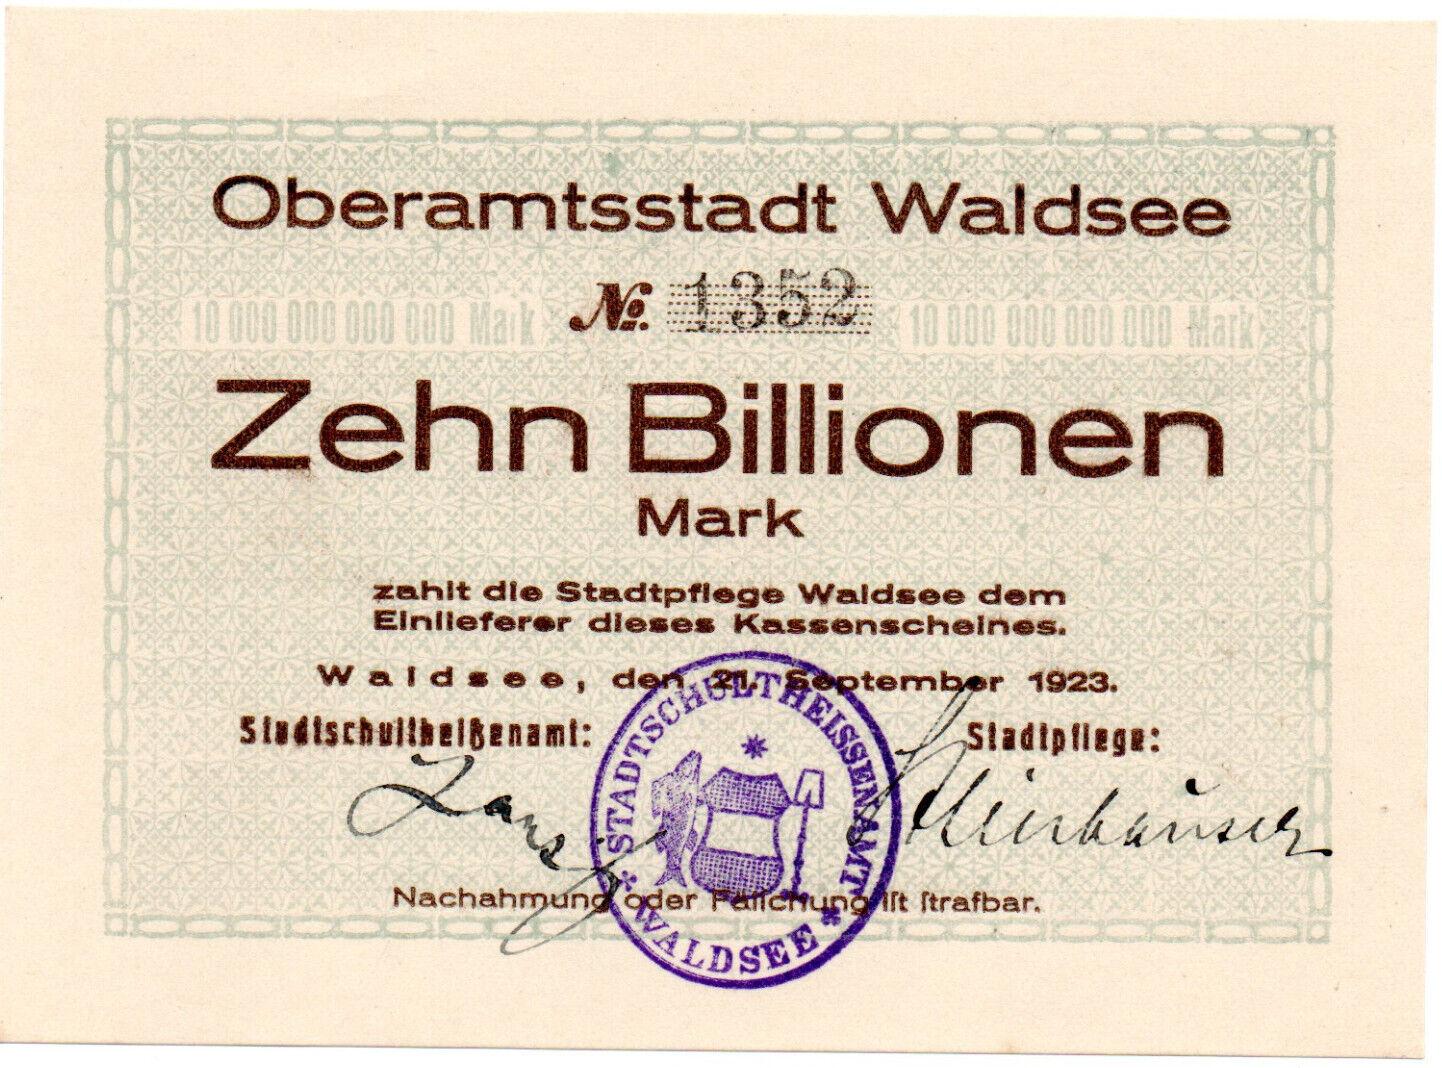 Oberamtsstadt Waldsee
No. 1352
10 000 000 000 000 Mark 10 000 000 000 000 Mark
Zehn Billionen
Mark
zahlt die Stadtpflege Waldsee dem
Einlieferer dieses Kassenscheines.
Waldsee, den 21. September 1923.
Stadtschultheißenamt: Stadtpflege:
STADTSCHULTHEISSENAMT
WALDSEE
Nachahmung oder Fälſchung iſt ſtrafbar.